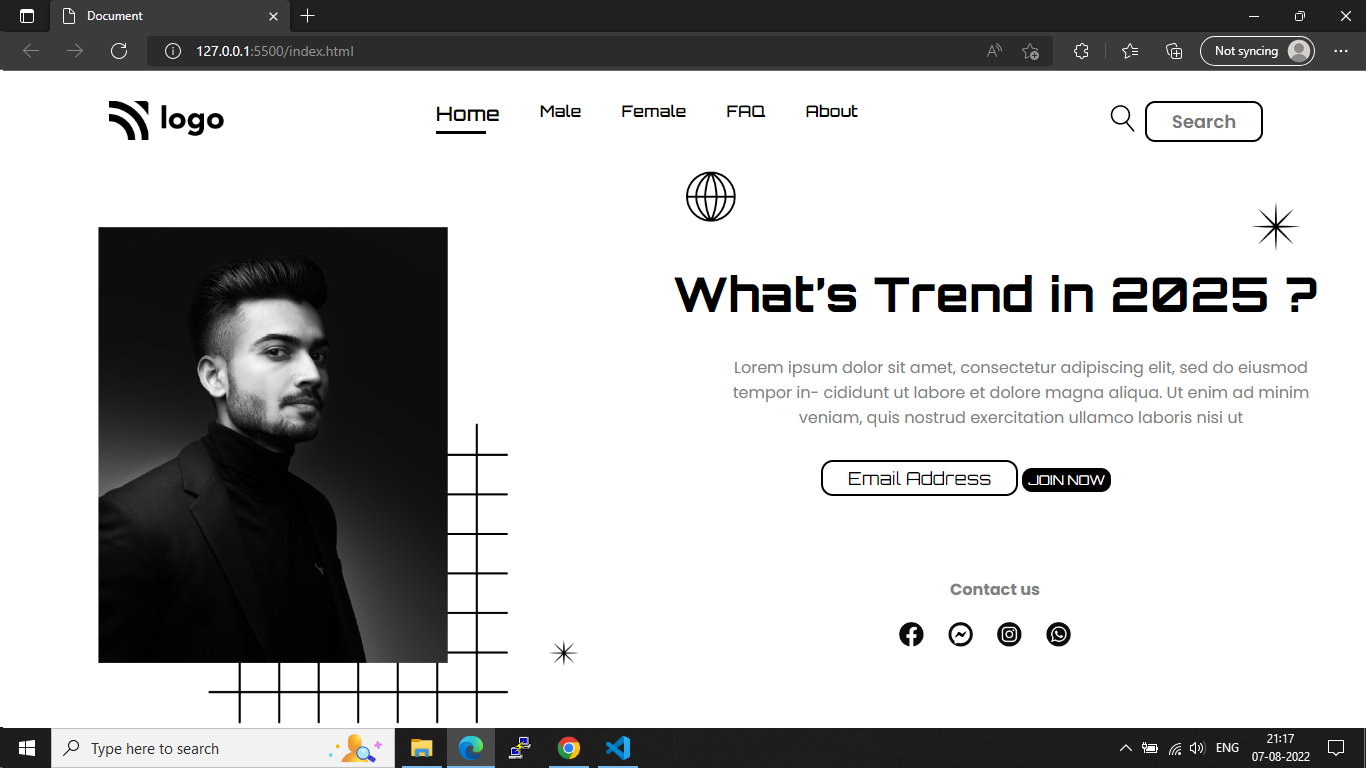 Document
127.0.0.1:5500/index.html
Not syncing
logo
Home
Male
Female
FAQ
About
Search
What's Trend in 2025 ?
Lorem ipsum dolor sit amet, consectetur adipiscing elit, sed do eiusmod
tempor in- cididunt ut labore et dolore magna aliqua. Ut enim ad minim
veniam, quis nostrud exercitation ullamco laboris nisi ut
Email Address
JOIN NOW
Contact us
Type here to search
ENG
21:17
07-08-2022